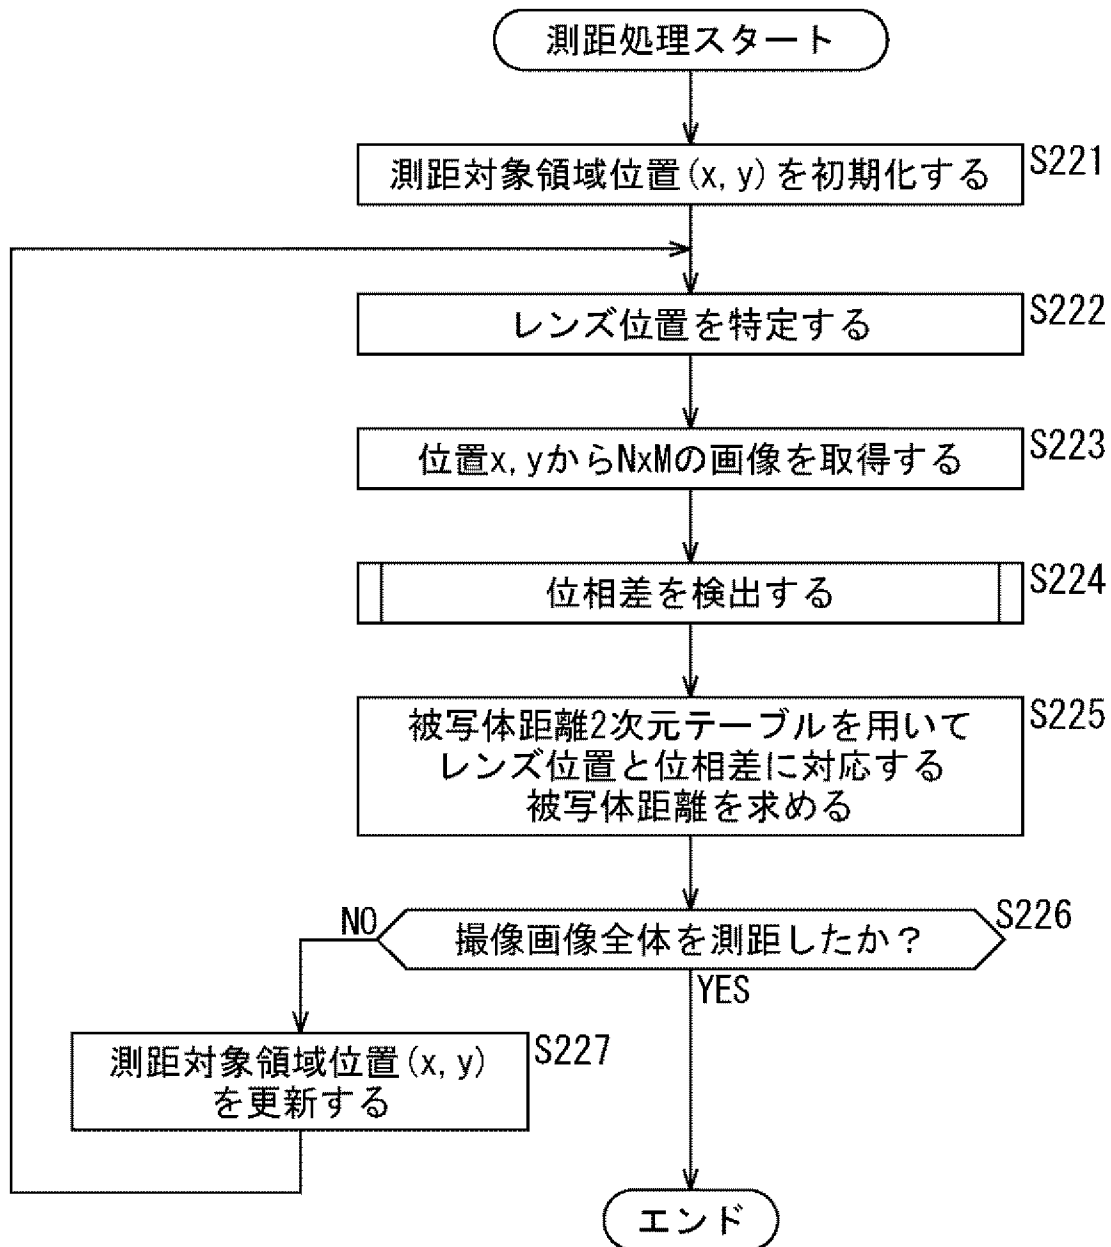 測距処理スタート
測距対象領域位置(x,y)を初期化する
S221
レンズ位置を特定する
S222
位置x,yからNxMの画像を取得する
S223
位相差を検出する
S224
被写体距離2次元テーブルを用いて
レンズ位置と位相差に対応する
被写体距離を求める
S225
撮像画像全体を測距したか?
S226
NO
YES
測距対象領域位置(x,y)
を更新する
S227
エンド